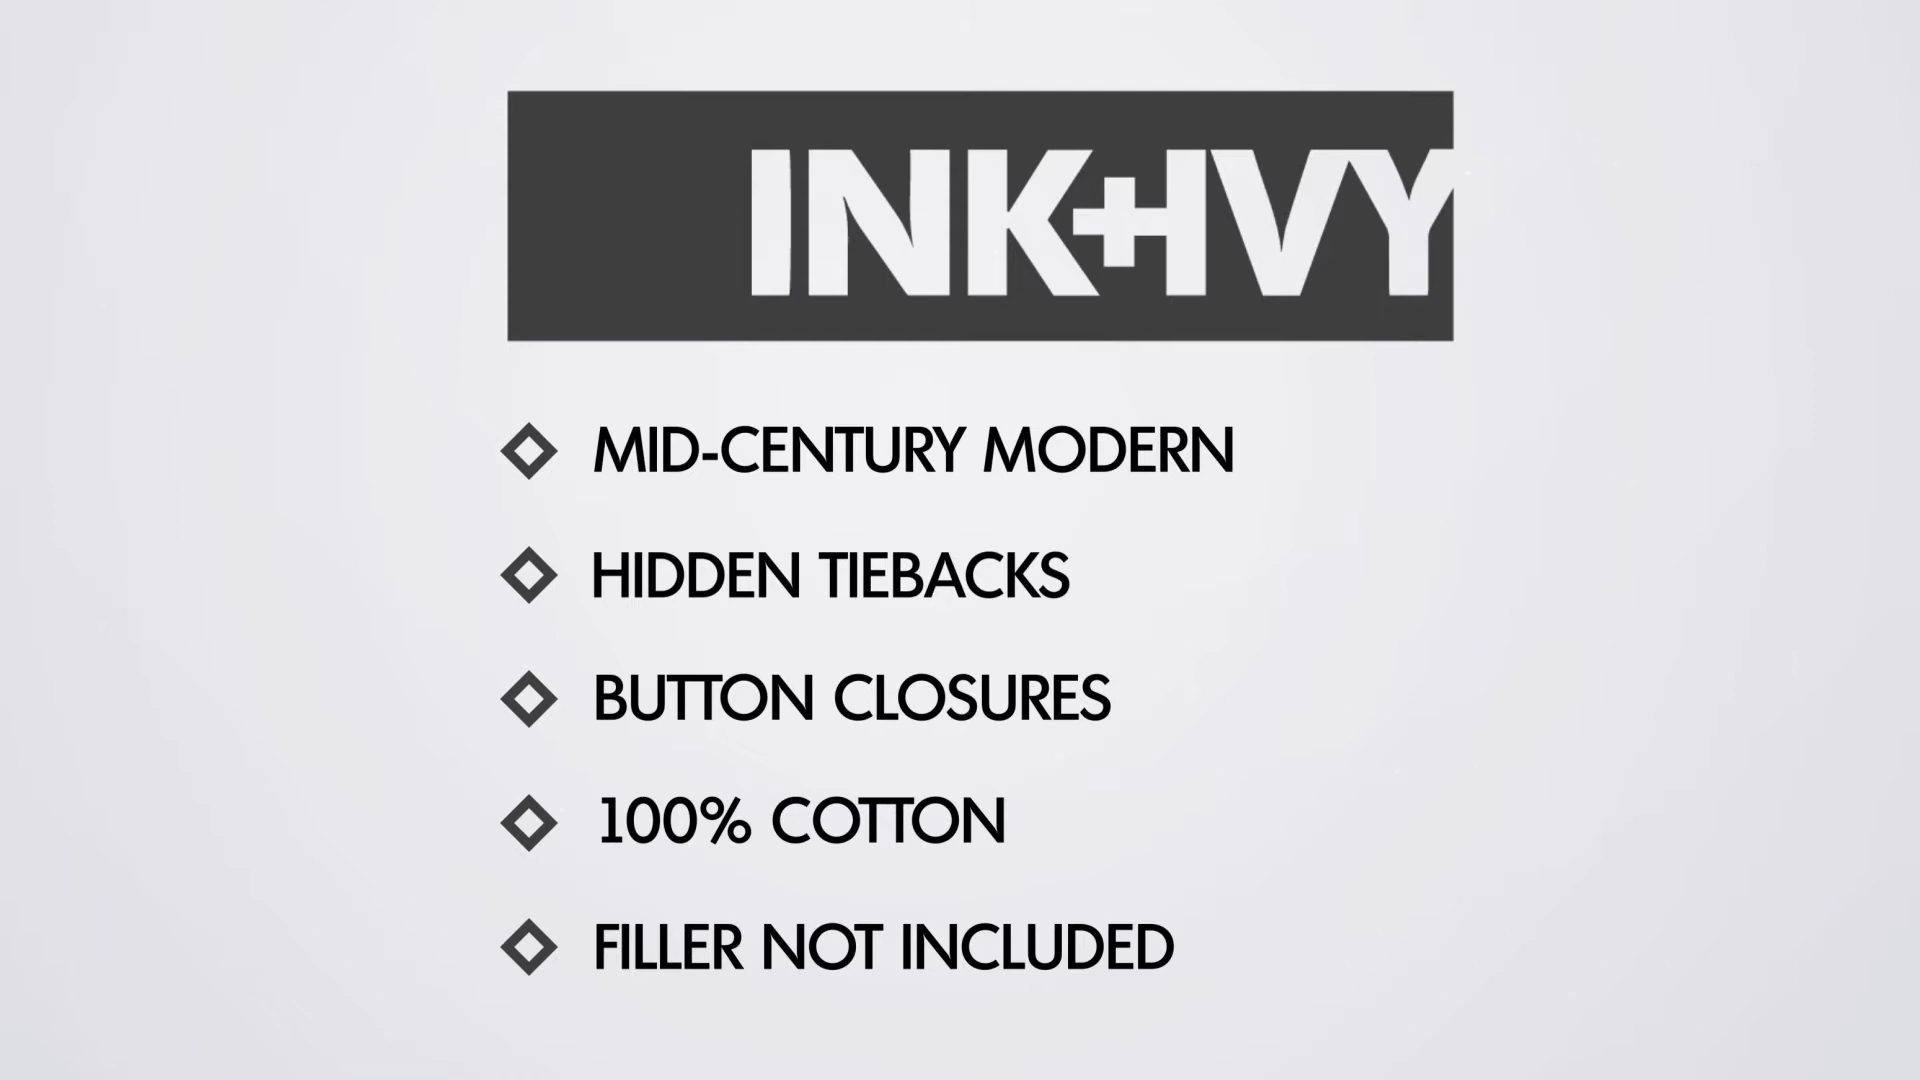 INK+IVY
MID-CENTURY MODERN
HIDDEN TIEBACKS
BUTTON CLOSURES
100% COTTON
FILLER NOT INCLUDED